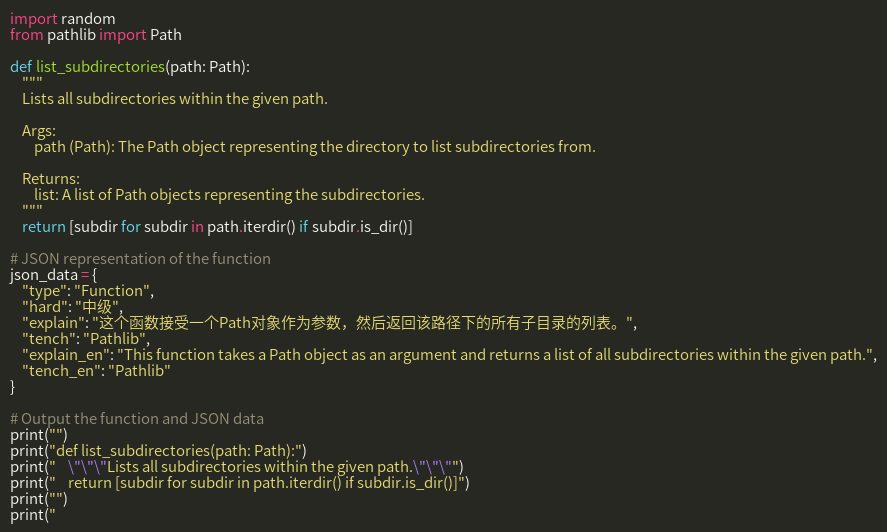 import random
from pathlib import Path

def list_subdirectories(path: Path):
    """
    Lists all subdirectories within the given path.

    Args:
        path (Path): The Path object representing the directory to list subdirectories from.

    Returns:
        list: A list of Path objects representing the subdirectories.
    """
    return [subdir for subdir in path.iterdir() if subdir.is_dir()]

# JSON representation of the function
json_data = {
    "type": "Function",
    "hard": "中级",
    "explain": "这个函数接受一个Path对象作为参数，然后返回该路径下的所有子目录的列表。",
    "tench": "Pathlib",
    "explain_en": "This function takes a Path object as an argument and returns a list of all subdirectories within the given path.",
    "tench_en": "Pathlib"
}

# Output the function and JSON data
print("")
print("def list_subdirectories(path: Path):")
print("    \"\"\"Lists all subdirectories within the given path.\"\"\"")
print("    return [subdir for subdir in path.iterdir() if subdir.is_dir()]")
print("")
print("